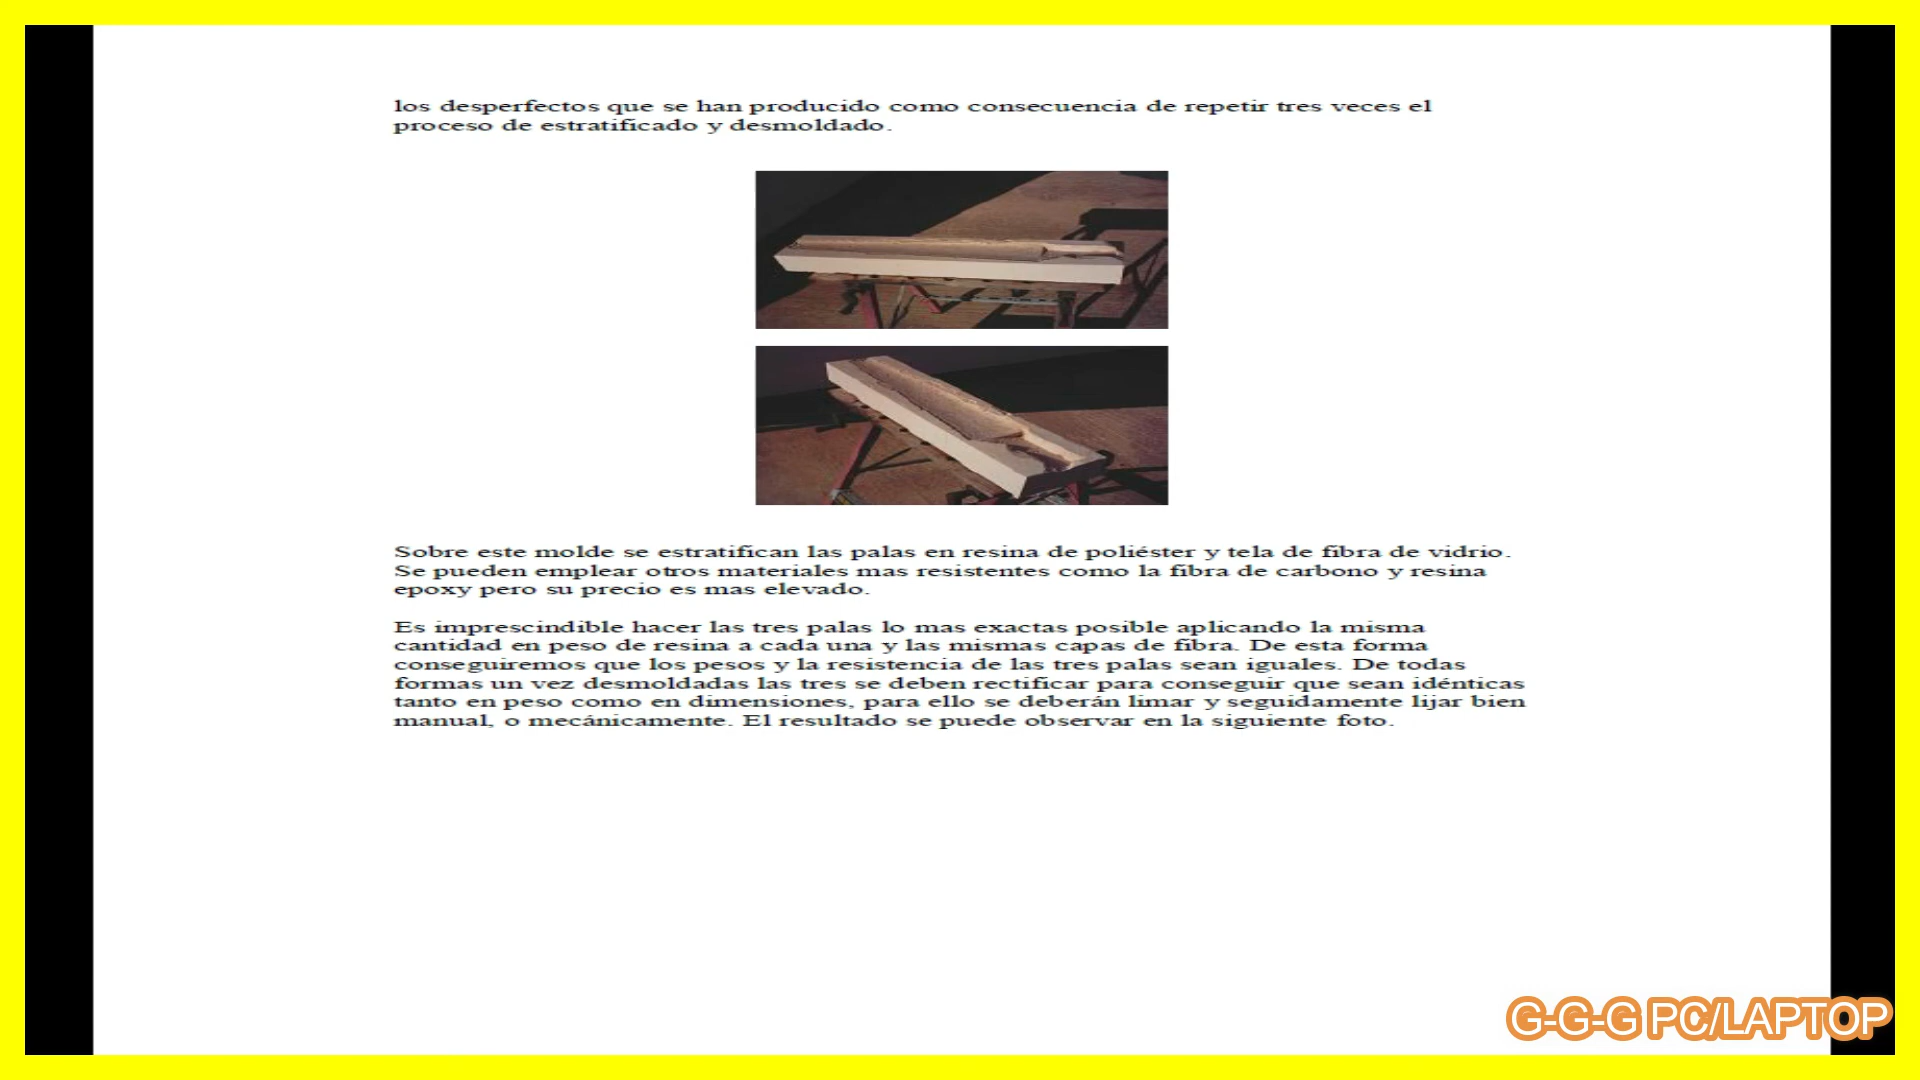 los desperfectos que se han producido como consecuencia de repetir tres veces el
proceso de estratificado y desmoldado.
Sobre este molde se estratifican las palas en resina de poliéster y tela de fibra de vidrio.
Se pueden emplear otros materiales mas resistentes como la fibra de carbono y resina
epoxy pero su precio es mas elevado.
Es imprescindible hacer las tres palas lo mas exactas posible aplicando la misma
cantidad en peso de resina a cada una y las mismas capas de fibra. De esta forma
conseguiremos que los pesos y la resistencia de las tres palas sean iguales. De todas
formas un vez desmoldadas las tres se deben rectificar para conseguir que sean idénticas
tanto en peso como en dimensiones, para ello se deberán limar y seguidamente lijar bien
manual, o mecánicamente. El resultado se puede observar en la siguiente foto.
G-G-G PC/LAPTOP